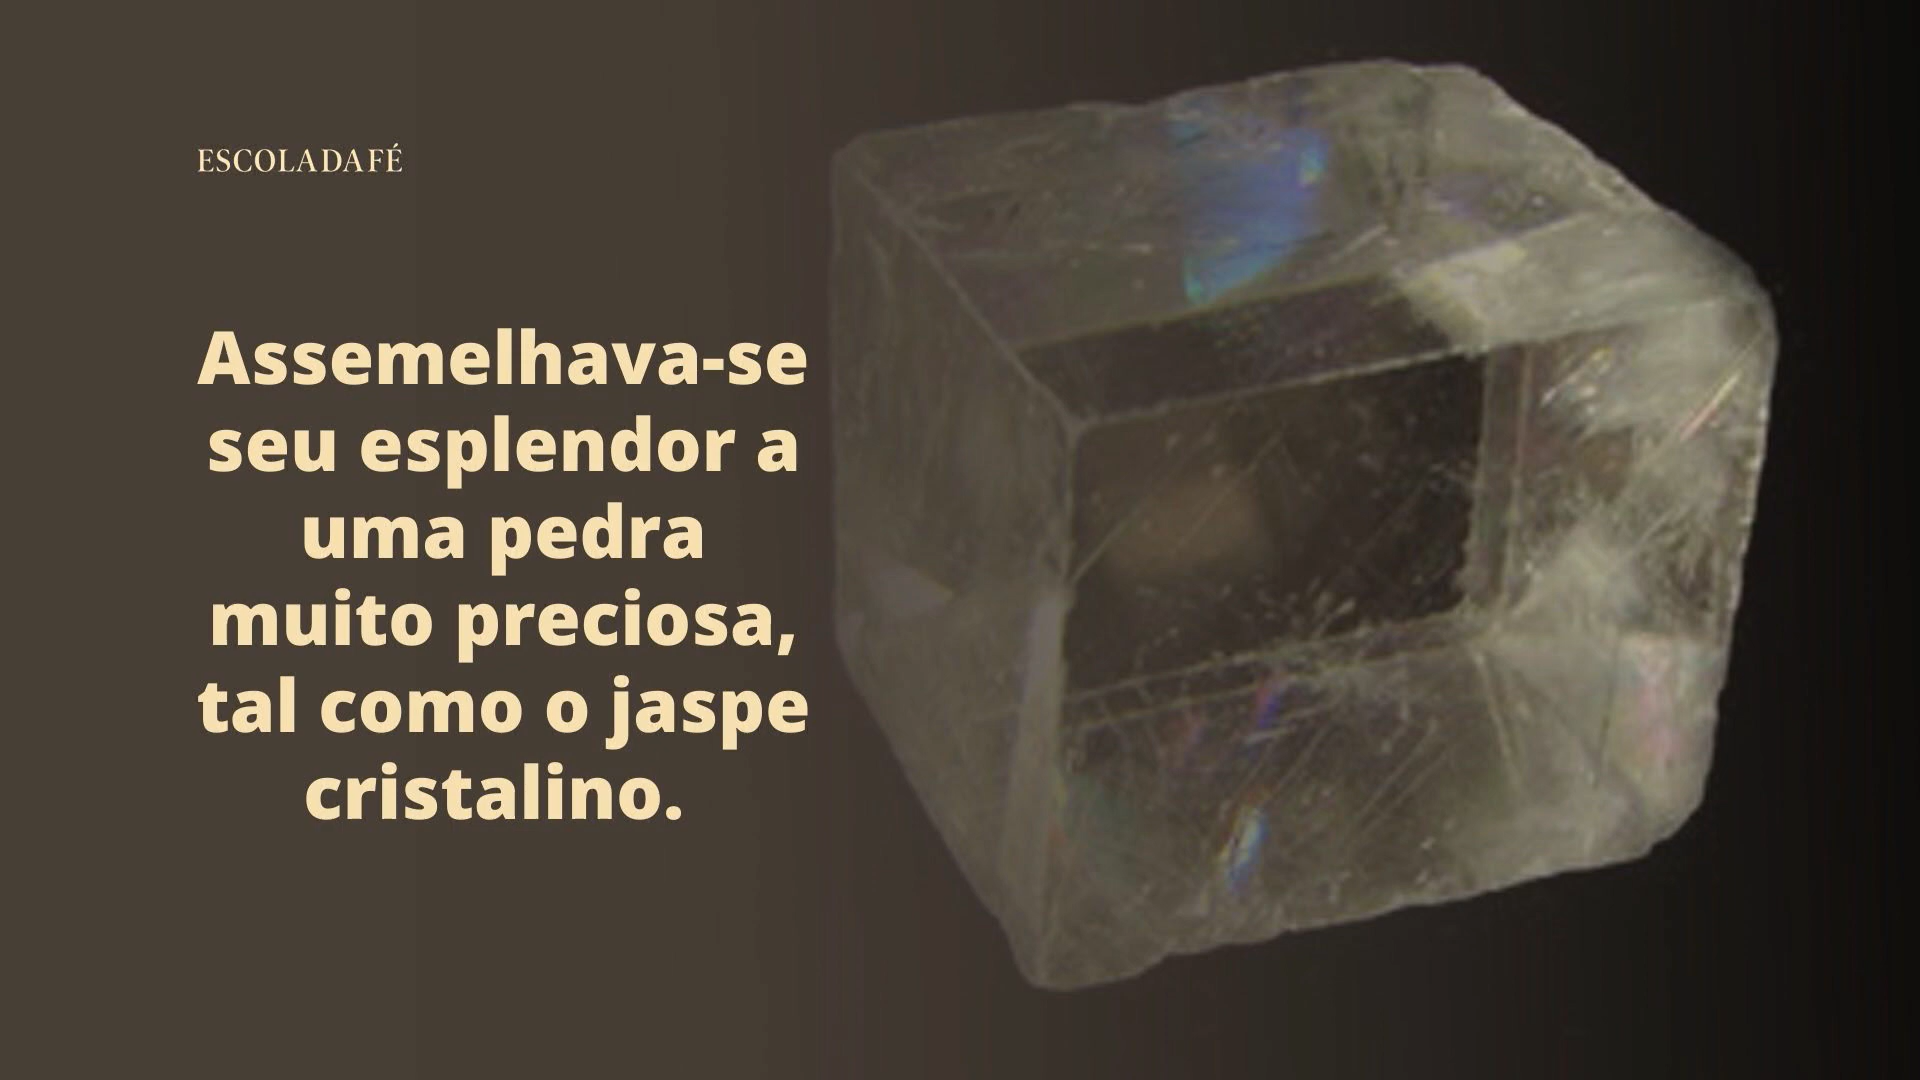 ESCOLADAFÉ
Assemelhava-se
seu esplendor a
uma pedra
muito preciosa,
tal como o jaspe
cristalino.